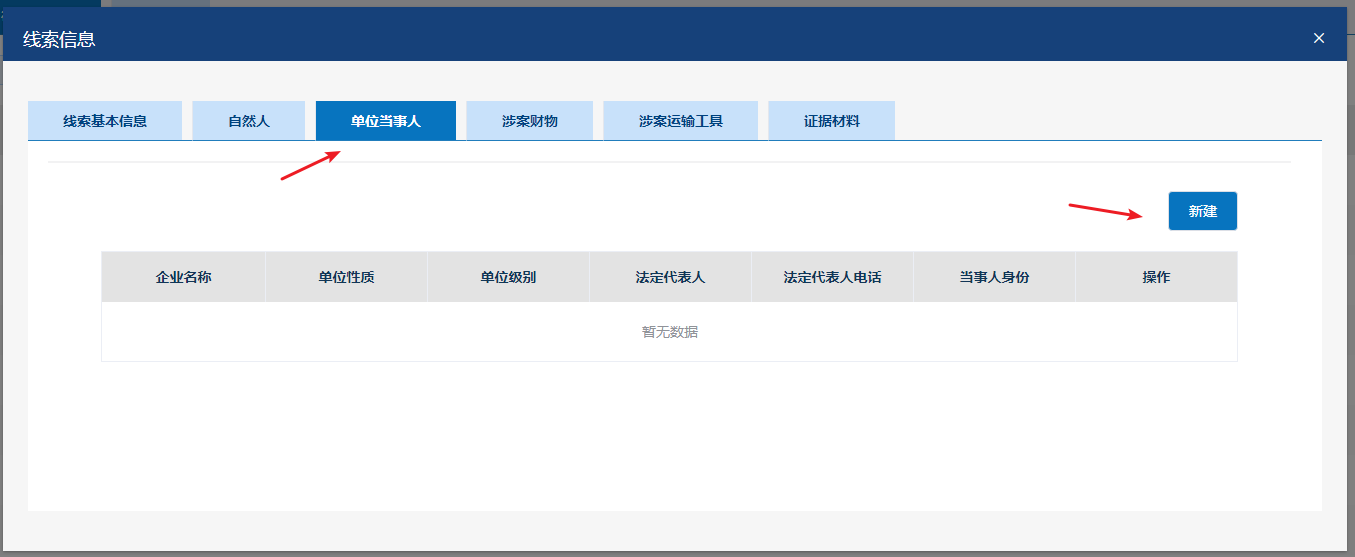 线索信息
线索基本信息 自然人 单位当事人 涉案财物 涉案运输工具 证据材料
新建
企业名称 单位性质 单位级别 法定代表人 法定代表人电话 当事人身份 操作
暂无数据